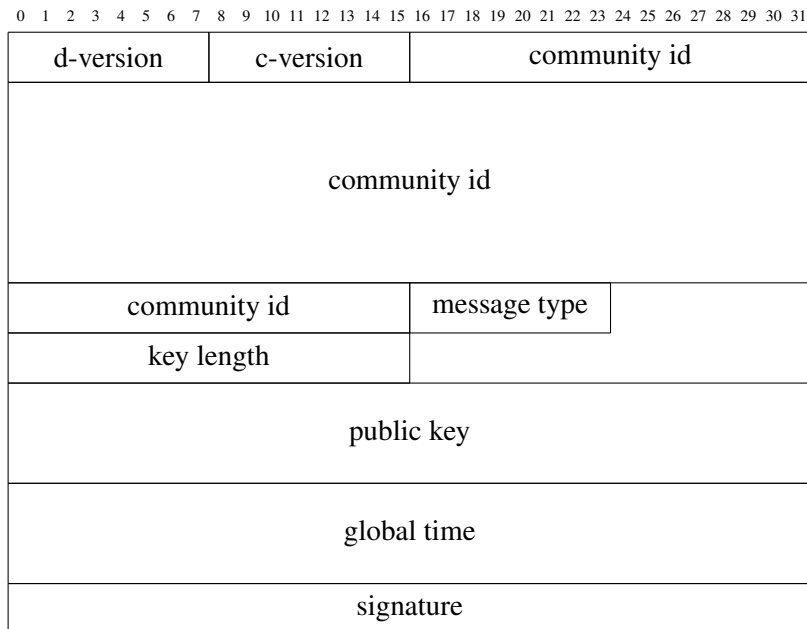 0 1 2 3 4 5 6 7 8 9 10 11 12 13 14 15 16 17 18 19 20 21 22 23 24 25 26 27 28 29 30 31
d-version c-version community id
community id
community id message type
key length
public key
global time
signature